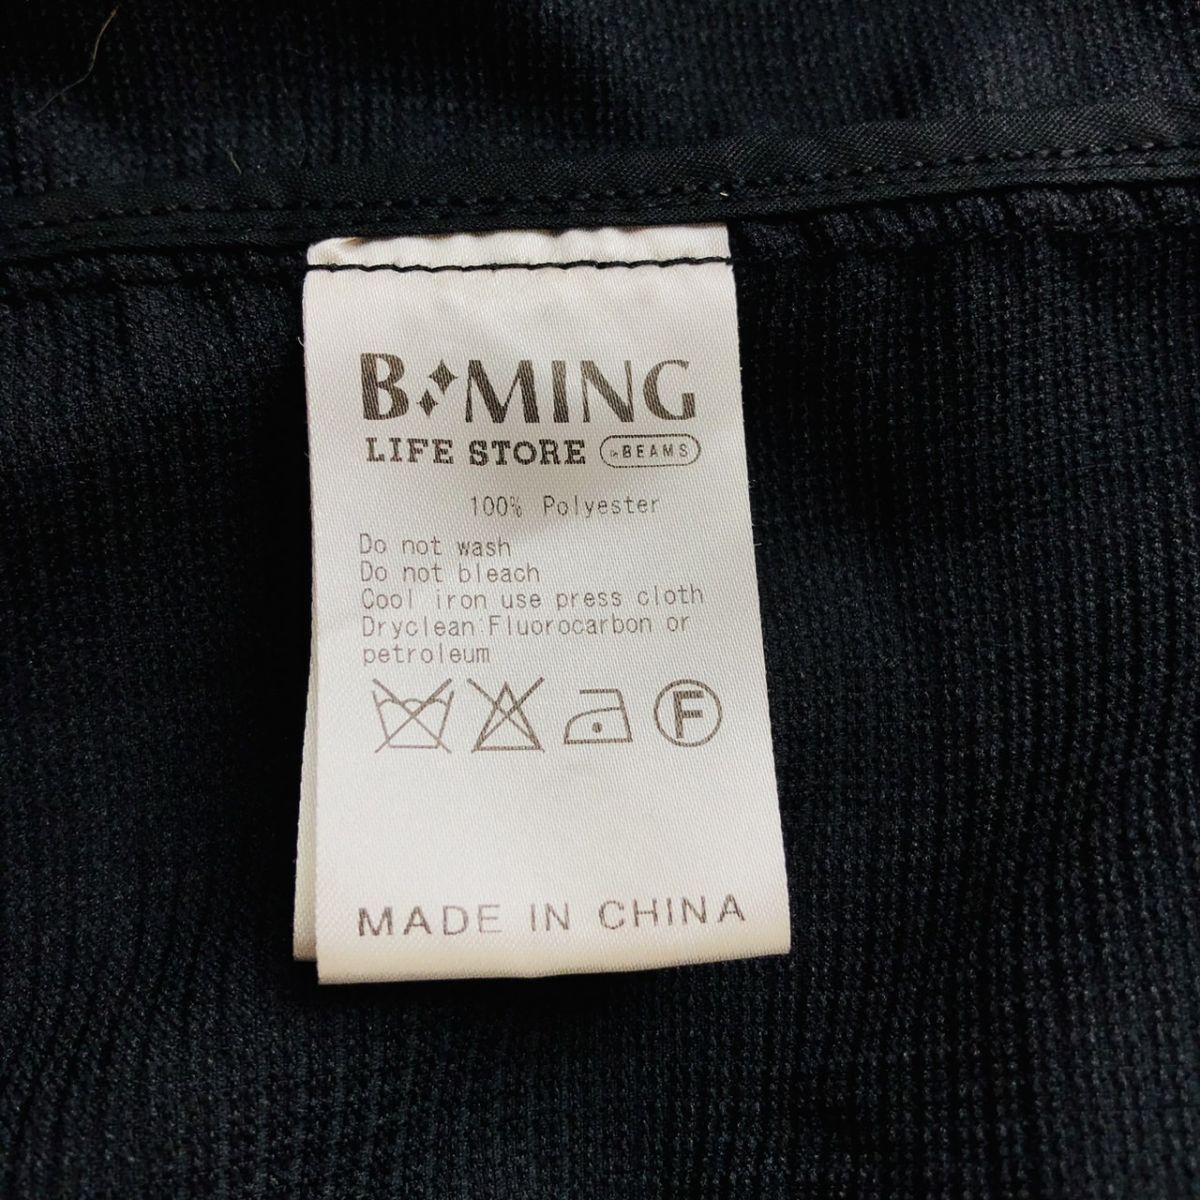 B MING
LIFE STORE by BEAMS
100% Polyester
Do not wash
Do not bleach
Cool iron use press cloth
Dryclean Fluorocarbon or
petroleum
F
MADE IN CHINA